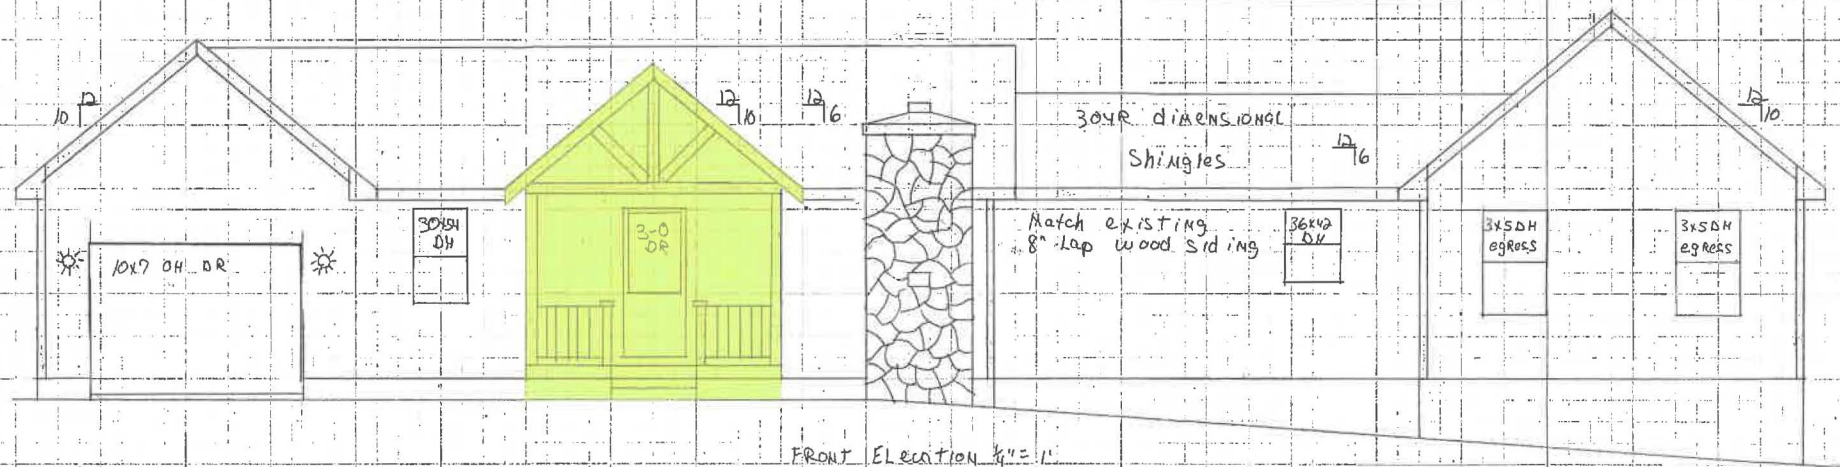 12
10
12
10
12
6
30YR dimensional
Shingles
12
6
12
10
30x54
DH
3-0
DR
Match existing
8" Lap wood siding
36x42
DH
3x5DH
egress
3x5DH
egress
10x7 OH DR
FRONT Elecation ¼" = 1'